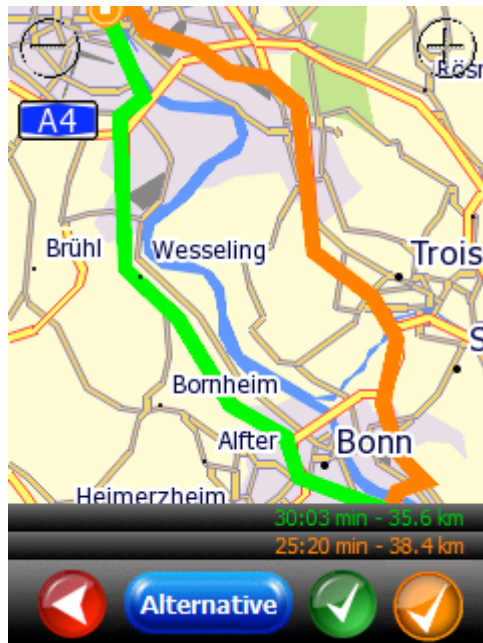 Rösr
A4
Brühl
Wesseling
Trois
S
Bornheim
Alfter
Bonn
Heimerzheim
30:03 min - 35.6 km
25:20 min - 38.4 km
Alternative